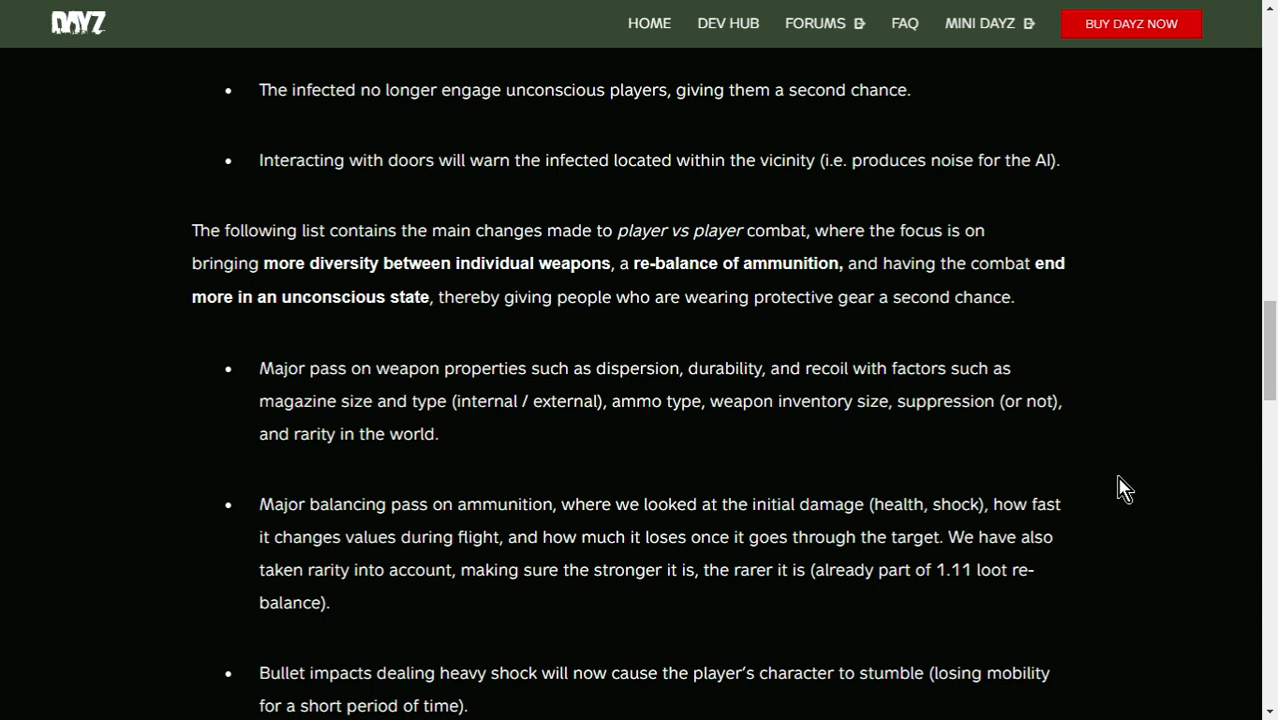 DAYZ
HOME DEV HUB FORUMS FAQ MINI DAYZ BUY DAYZ NOW
• The infected no longer engage unconscious players, giving them a second chance.
• Interacting with doors will warn the infected located within the vicinity (i.e. produces noise for the AI).
The following list contains the main changes made to player vs player combat, where the focus is on
bringing more diversity between individual weapons, a re-balance of ammunition, and having the combat end
more in an unconscious state, thereby giving people who are wearing protective gear a second chance.
• Major pass on weapon properties such as dispersion, durability, and recoil with factors such as
magazine size and type (internal / external), ammo type, weapon inventory size, suppression (or not),
and rarity in the world.
• Major balancing pass on ammunition, where we looked at the initial damage (health, shock), how fast
it changes values during flight, and how much it loses once it goes through the target. We have also
taken rarity into account, making sure the stronger it is, the rarer it is (already part of 1.11 loot re-
balance).
• Bullet impacts dealing heavy shock will now cause the player’s character to stumble (losing mobility
for a short period of time).